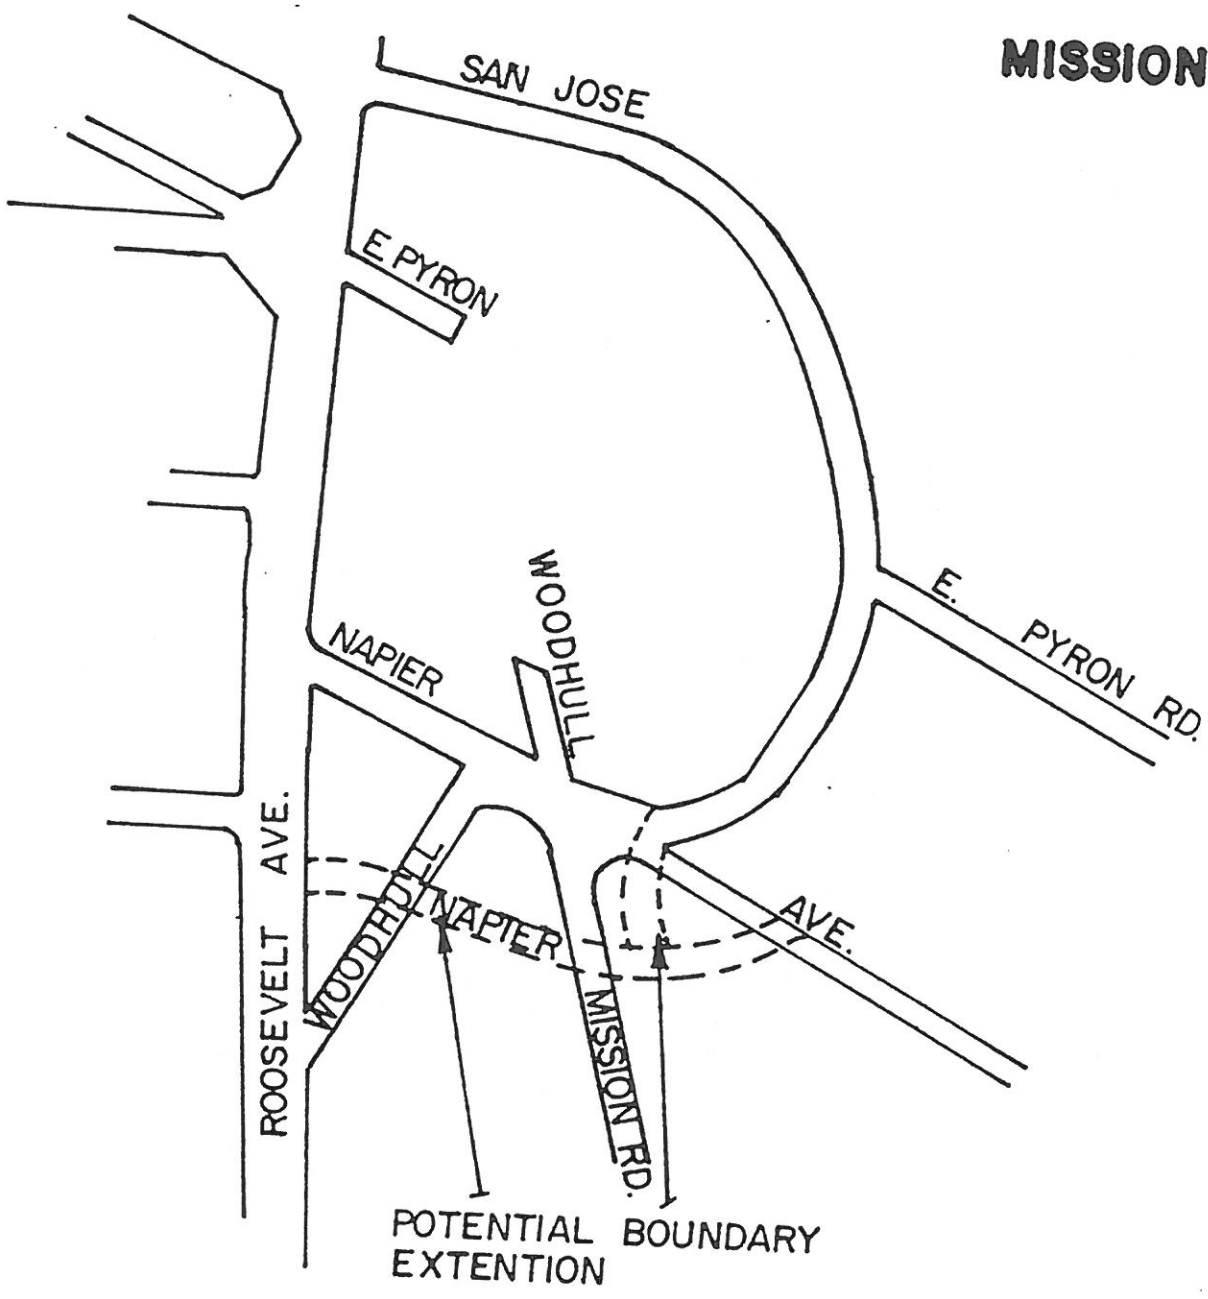 MISSION
SAN JOSE
E PYRON
WOODHULL
E. PYRON RD.
NAPIER
ROOSEVELT AVE.
WOODHULL
NAPIER AVE.
MISSION RD.
POTENTIAL BOUNDARY
EXTENTION